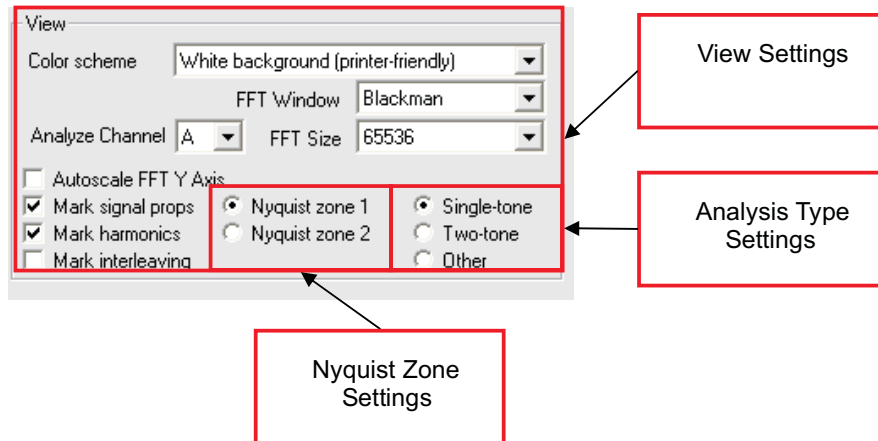 View
Color scheme White background (printer-friendly)
FFT Window Blackman
Analyze Channel A FFT Size 65536
Autoscale FFT Y Axis
Mark signal props Nyquist zone 1 Single-tone
Mark harmonics Nyquist zone 2 Two-tone
Mark interleaving Other
View Settings
Analysis Type
Settings
Nyquist Zone
Settings